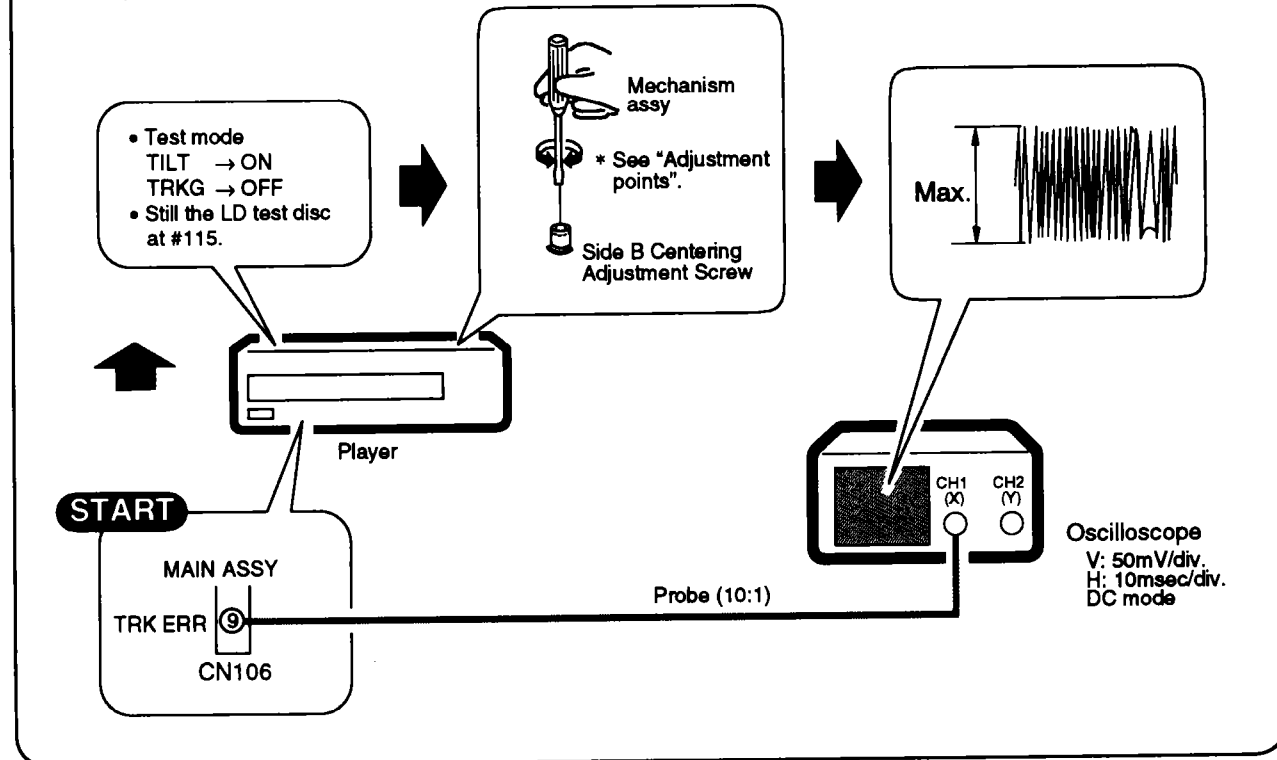 START
MAIN ASSY
TRK ERR ⑨
CN106
• Test mode
TILT → ON
TRKG → OFF
• Still the LD test disc
at #115.
Player
Mechanism
assy
* See "Adjustment
points".
Side B Centering
Adjustment Screw
Max.
CH1
(X)
CH2
(Y)
Oscilloscope
V: 50mV/div.
H: 10msec/div.
DC mode
Probe (10:1)